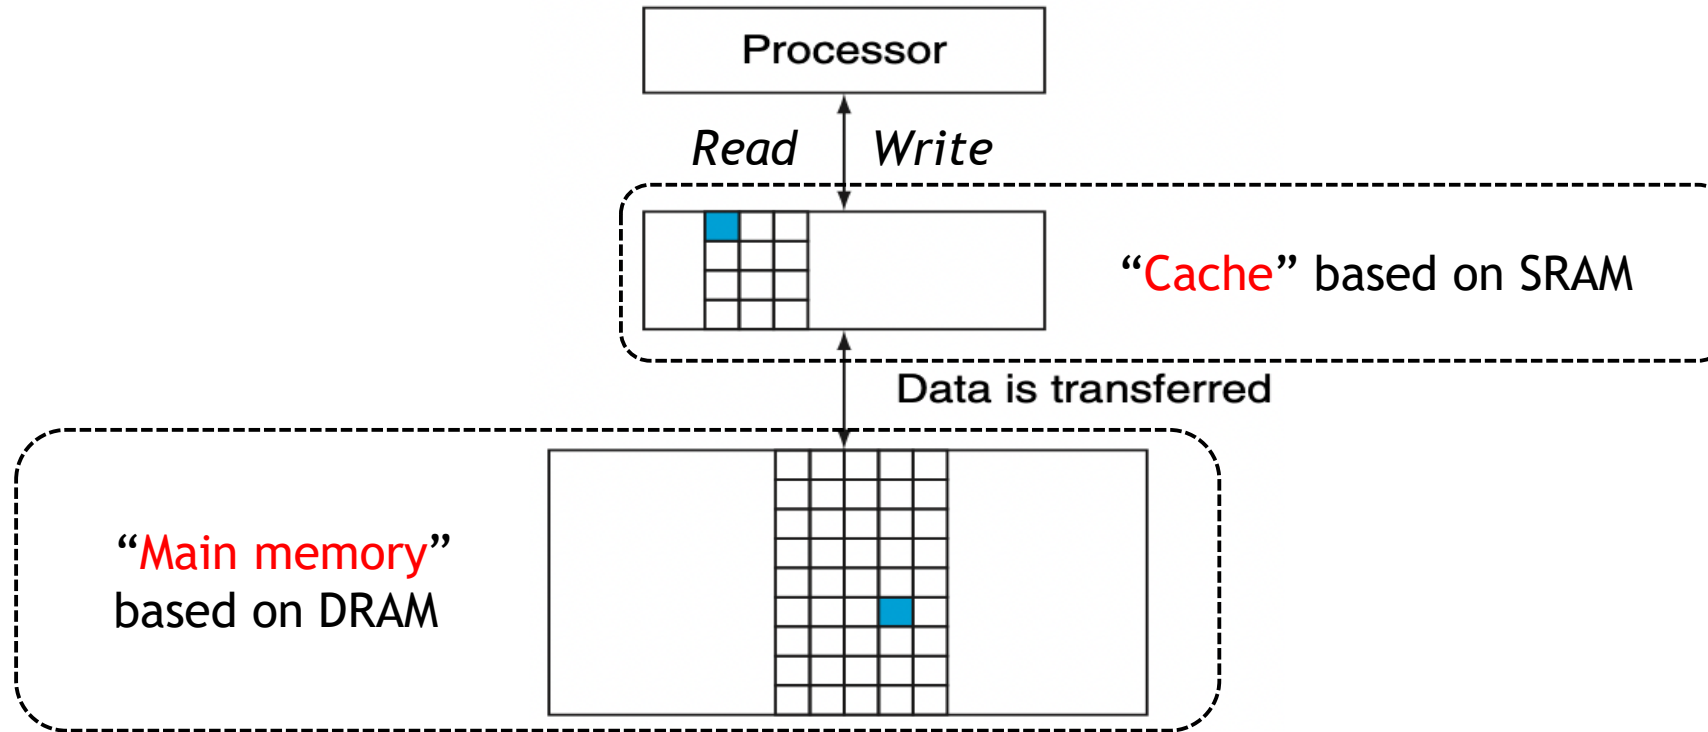 Processor
Read Write
“Cache” based on SRAM
Data is transferred
“Main memory”
based on DRAM